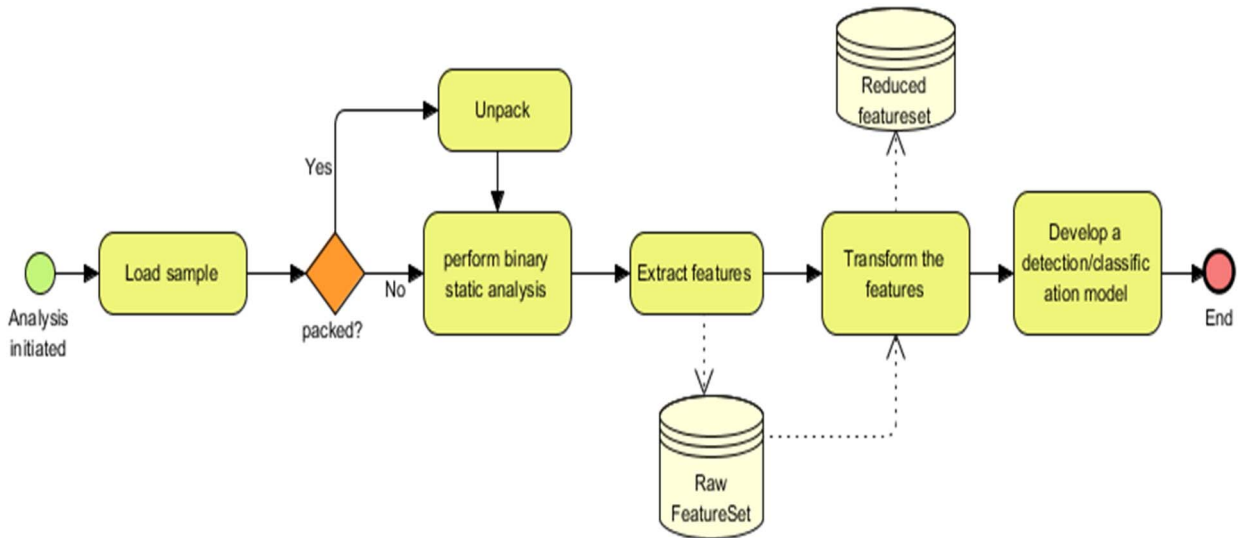 Analysis
initiated
Load sample
packed?
Yes
No
Unpack
perform binary
static analysis
Extract features
Raw
FeatureSet
Transform the
features
Reduced
featureset
Develop a
detection/classific
ation model
End